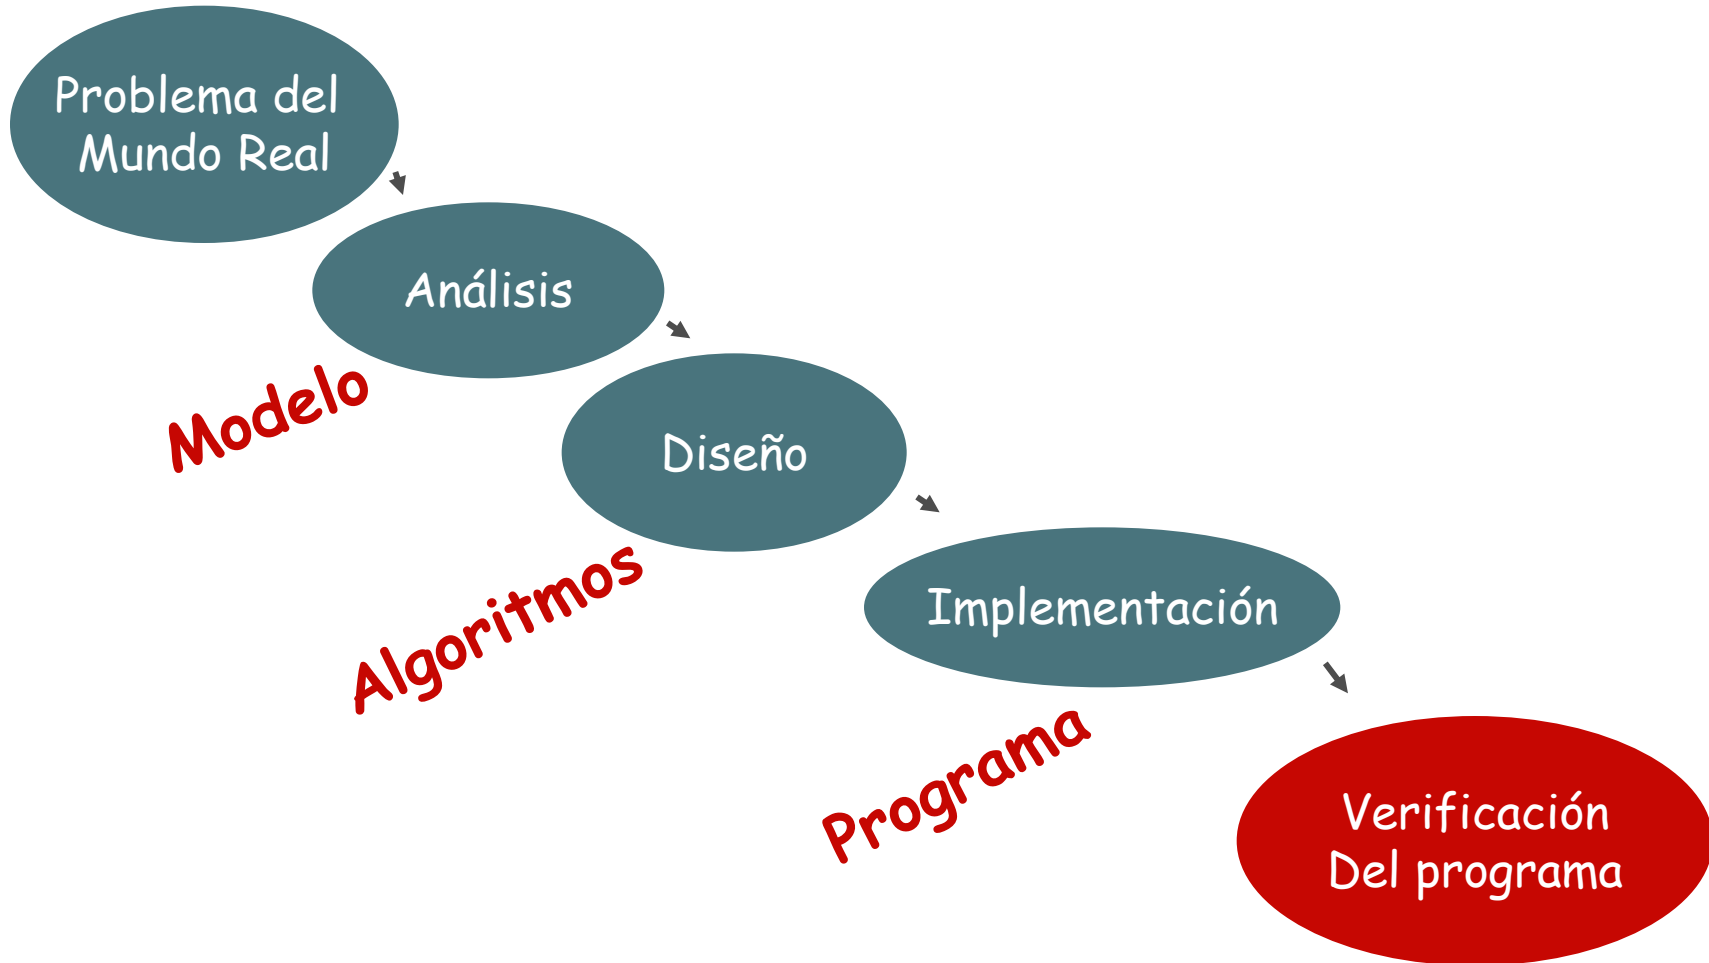 Problema del
Mundo Real
Análisis
Modelo
Diseño
Algoritmos
Implementación
Programa
Verificación
Del programa